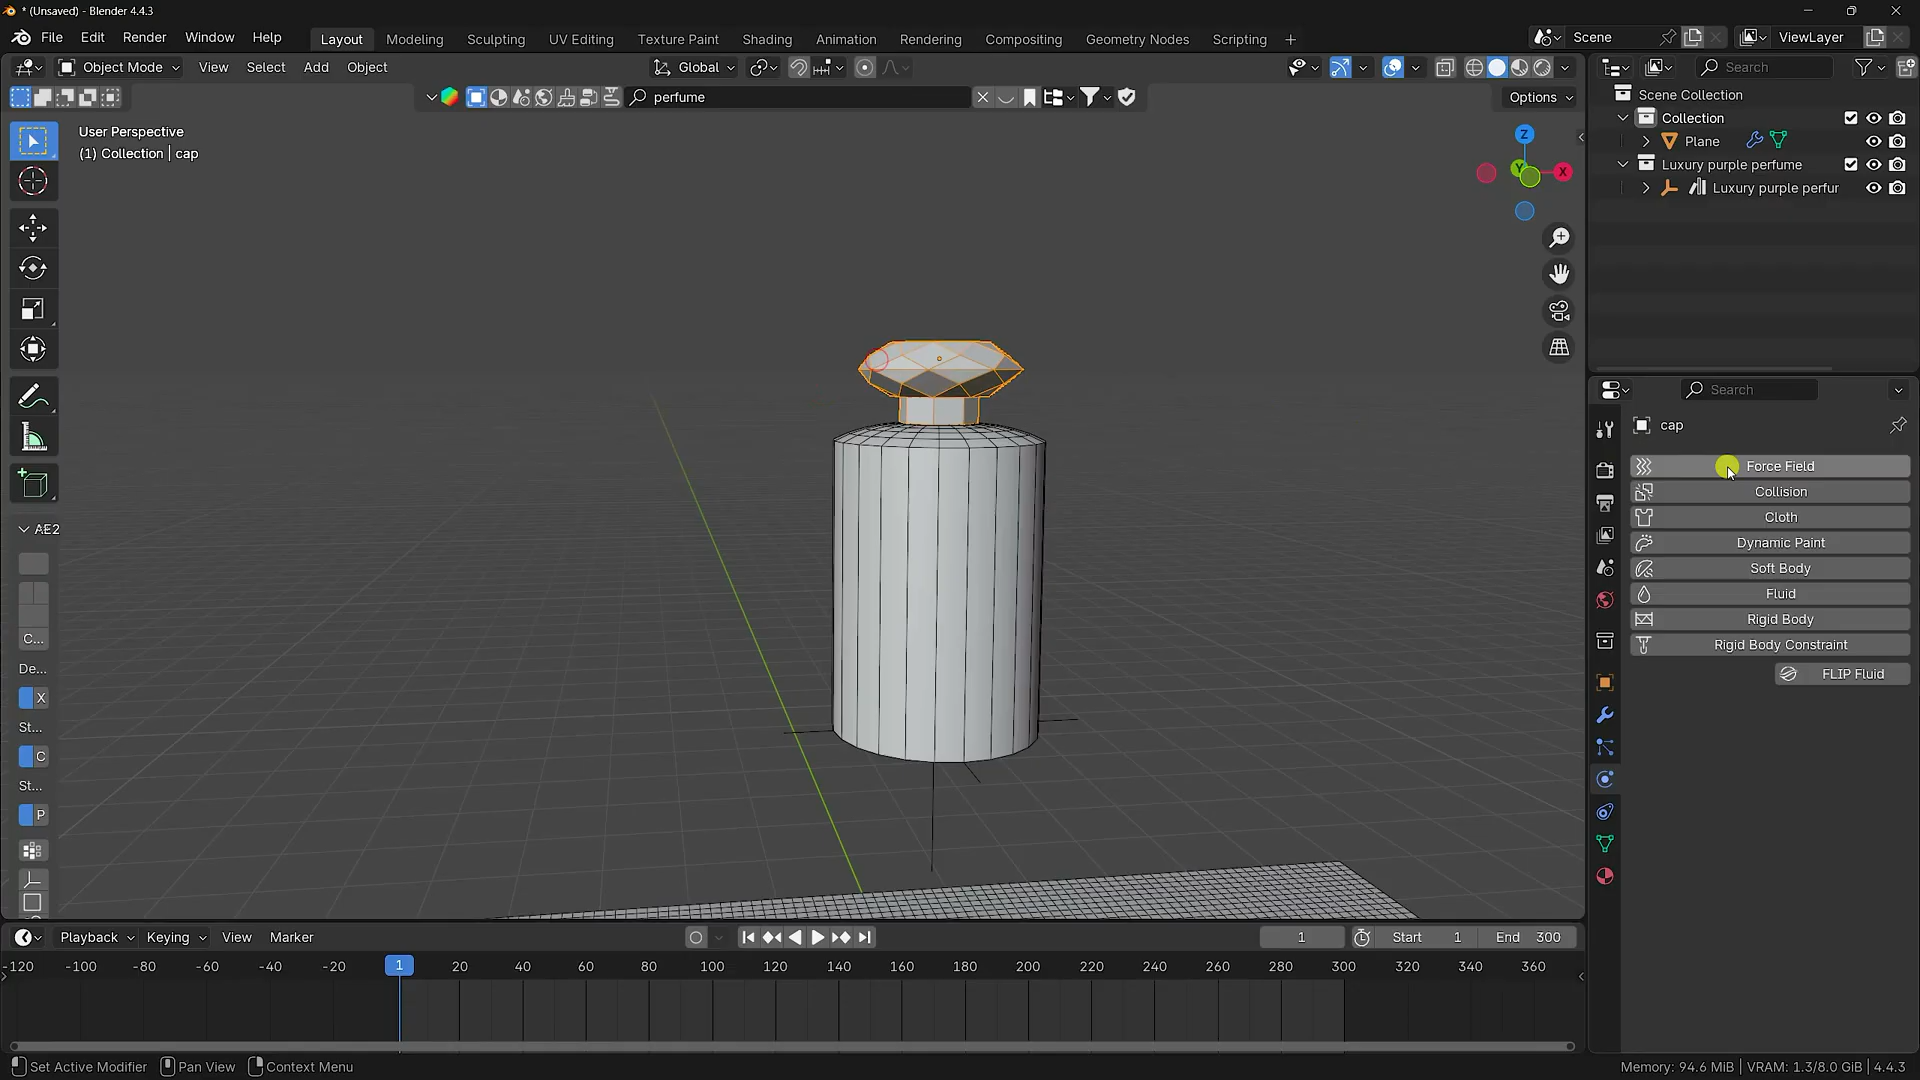 * (Unsaved) - Blender 4.4.3
File Edit Render Window Help
Layout Modeling Sculpting UV Editing Texture Paint Shading Animation Rendering Compositing Geometry Nodes Scripting
Scene
ViewLayer
Object Mode View Select Add Object
Global
Search
perfume
Options
User Perspective
(1) Collection | cap
Z
Y
X
Scene Collection
Collection
Plane
Luxury purple perfume
Luxury purple perfur
Search
cap
Force Field
Collision
Cloth
Dynamic Paint
Soft Body
Fluid
Rigid Body
Rigid Body Constraint
FLIP Fluid
AE2
C...
De...
X
St...
C
St...
P
Playback Keying View Marker
1
Start 1
End 300
-120 -100 -80 -60 -40 -20 1 20 40 60 80 100 120 140 160 180 200 220 240 260 280 300 320 340 360
Set Active Modifier Pan View Context Menu
Memory: 94.6 MiB | VRAM: 1.3/8.0 GiB | 4.4.3